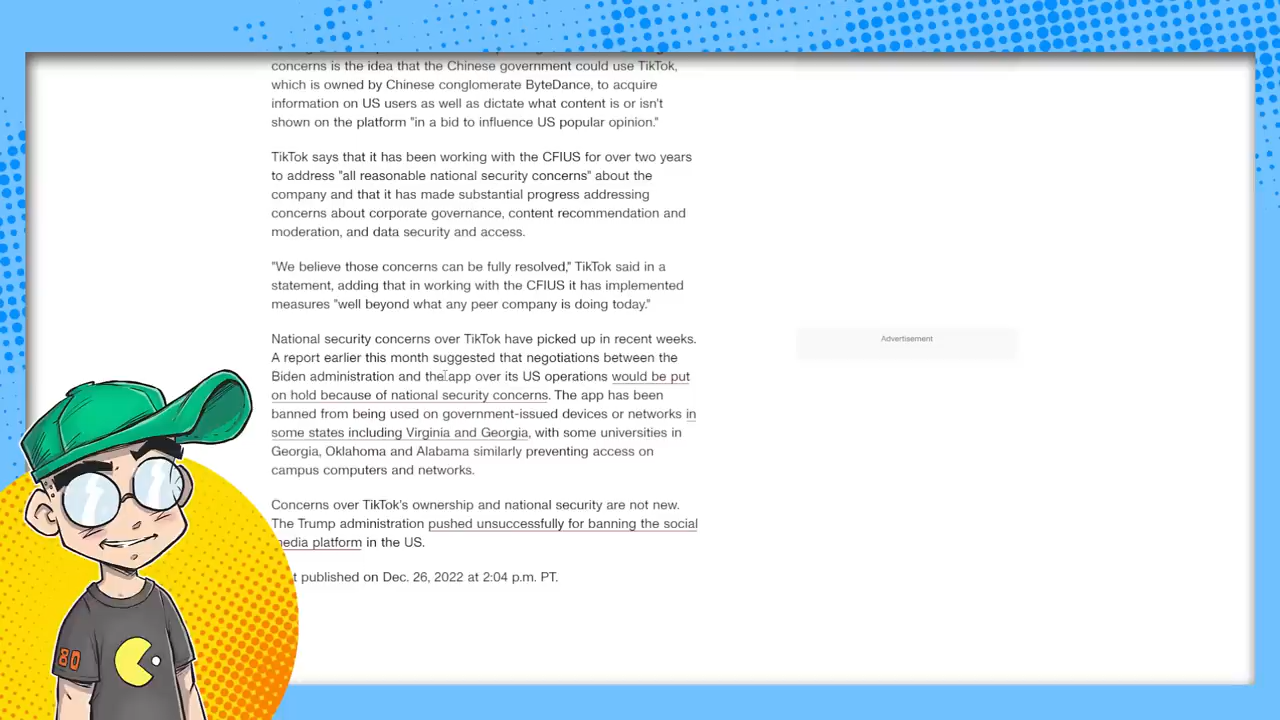 concerns is the idea that the Chinese government could use TikTok,
which is owned by Chinese conglomerate ByteDance, to acquire
information on US users as well as dictate what content is or isn't
shown on the platform "in a bid to influence US popular opinion."
TikTok says that it has been working with the CFIUS for over two years
to address "all reasonable national security concerns" about the
company and that it has made substantial progress addressing
concerns about corporate governance, content recommendation and
moderation, and data security and access.
"We believe those concerns can be fully resolved," TikTok said in a
statement, adding that in working with the CFIUS it has implemented
measures "well beyond what any peer company is doing today."
National security concerns over TikTok have picked up in recent weeks.
A report earlier this month suggested that negotiations between the
Biden administration and the app over its US operations would be put
on hold because of national security concerns. The app has been
banned from being used on government-issued devices or networks in
some states including Virginia and Georgia, with some universities in
Georgia, Oklahoma and Alabama similarly preventing access on
campus computers and networks.
Concerns over TikTok's ownership and national security are not new.
The Trump administration pushed unsuccessfully for banning the social
edia platform in the US.
t published on Dec. 26, 2022 at 2:04 p.m. PT.
Advertisement
80